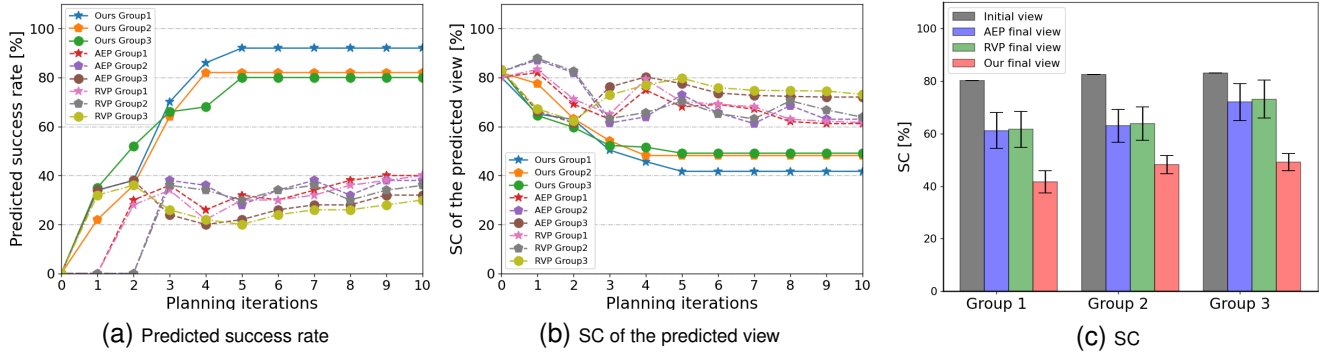 Predicted success rate [%]
100
80
60
40
20
0
Ours Group1
Ours Group2
Ours Group3
AEP Group1
AEP Group2
AEP Group3
RVP Group1
RVP Group2
RVP Group3
0 1 2 3 4 5 6 7 8 9 10
Planning iterations
(a) Predicted success rate
SC of the predicted view [%]
100
80
60
40
20
0
Ours Group1
Ours Group2
Ours Group3
AEP Group1
AEP Group2
AEP Group3
RVP Group1
RVP Group2
RVP Group3
0 1 2 3 4 5 6 7 8 9 10
Planning iterations
(b) SC of the predicted view
SC [%]
100
80
60
40
20
0
Initial view
AEP final view
RVP final view
Our final view
Group 1 Group 2 Group 3
(c) SC